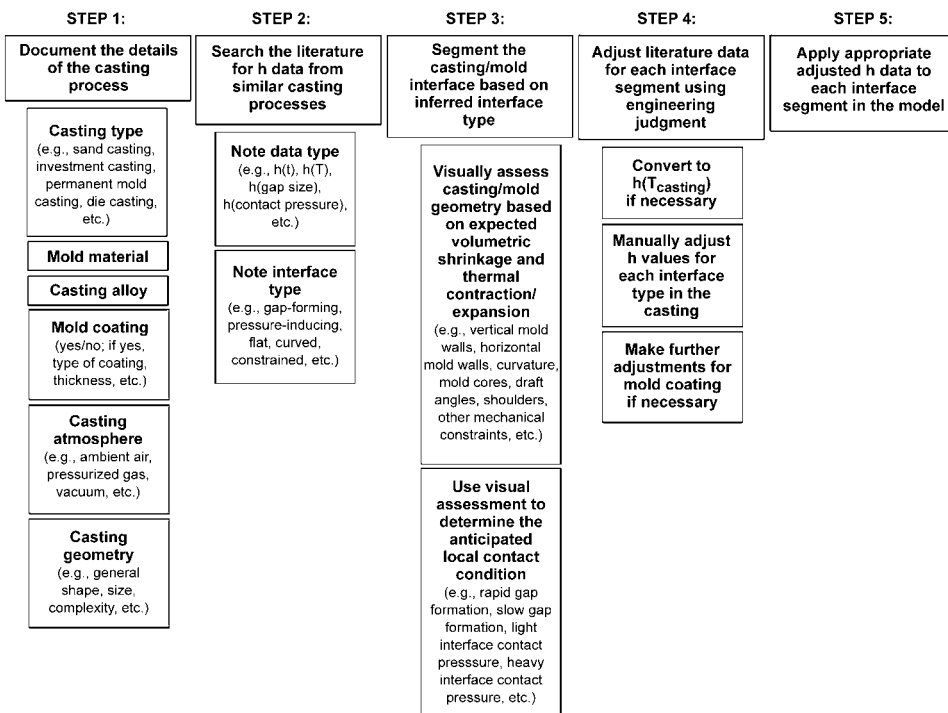 STEP 1:
Document the details
of the casting
process
Casting type
(e.g., sand casting,
investment casting,
permanent mold
casting, die casting,
etc.)
Mold material
Casting alloy
Mold coating
(yes/no; if yes,
type of coating,
thickness, etc.)
Casting
atmosphere
(e.g., ambient air,
pressurized gas,
vacuum, etc.)
Casting
geometry
(e.g., general
shape, size,
complexity, etc.)
STEP 2:
Search the literature
for h data from
similar casting
processes
Note data type
(e.g., h(t), h(T),
h(gap size),
h(contact pressure),
etc.)
Note interface
type
(e.g., gap-forming,
pressure-inducing,
flat, curved,
constrained, etc.)
STEP 3:
Segment the
casting/mold
interface based on
inferred interface
type
Visually assess
casting/mold
geometry based
on expected
volumetric
shrinkage and
thermal
contraction/
expansion
(e.g., vertical mold
walls, horizontal
mold walls, curvature,
mold cores, draft
angles, shoulders,
other mechanical
constraints, etc.)
Use visual
assessment to
determine the
anticipated
local contact
condition
(e.g., rapid gap
formation, slow gap
formation, light
interface contact
presssure, heavy
interface contact
pressure, etc.)
STEP 4:
Adjust literature data
for each interface
segment using
engineering
judgment
Convert to
h(Tcasting)
if necessary
Manually adjust
h values for
each interface
type in the
casting
Make further
adjustments for
mold coating
if necessary
STEP 5:
Apply appropriate
adjusted h data to
each interface
segment in the model